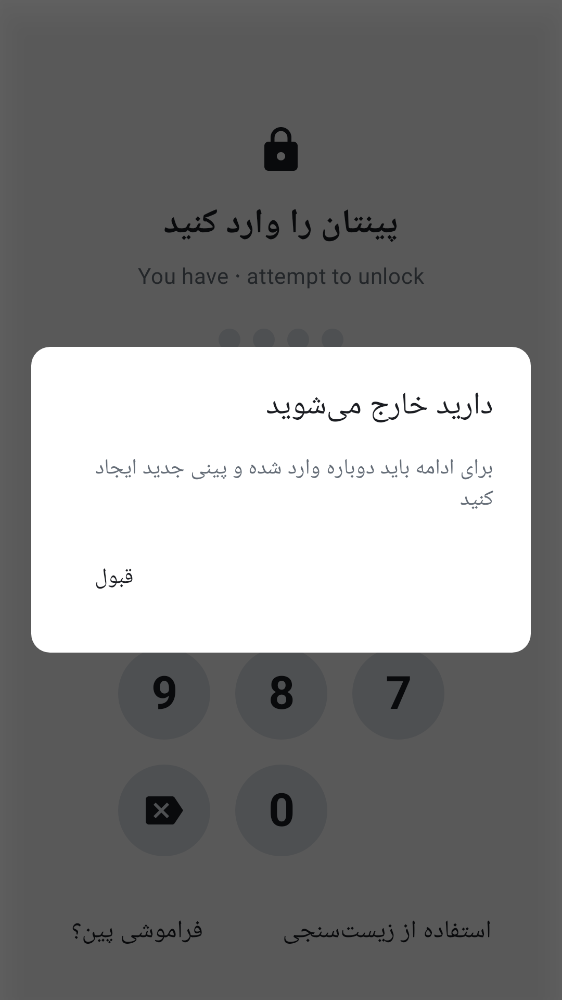 پینتان را وارد کنید
You have · attempt to unlock
دارید خارج می‌شوید
برای ادامه باید دوباره وارد شده و پینی جدید ایجاد
کنید
قبول
7 8 9
0
استفاده از زیست‌سنجی
فراموشی پین؟